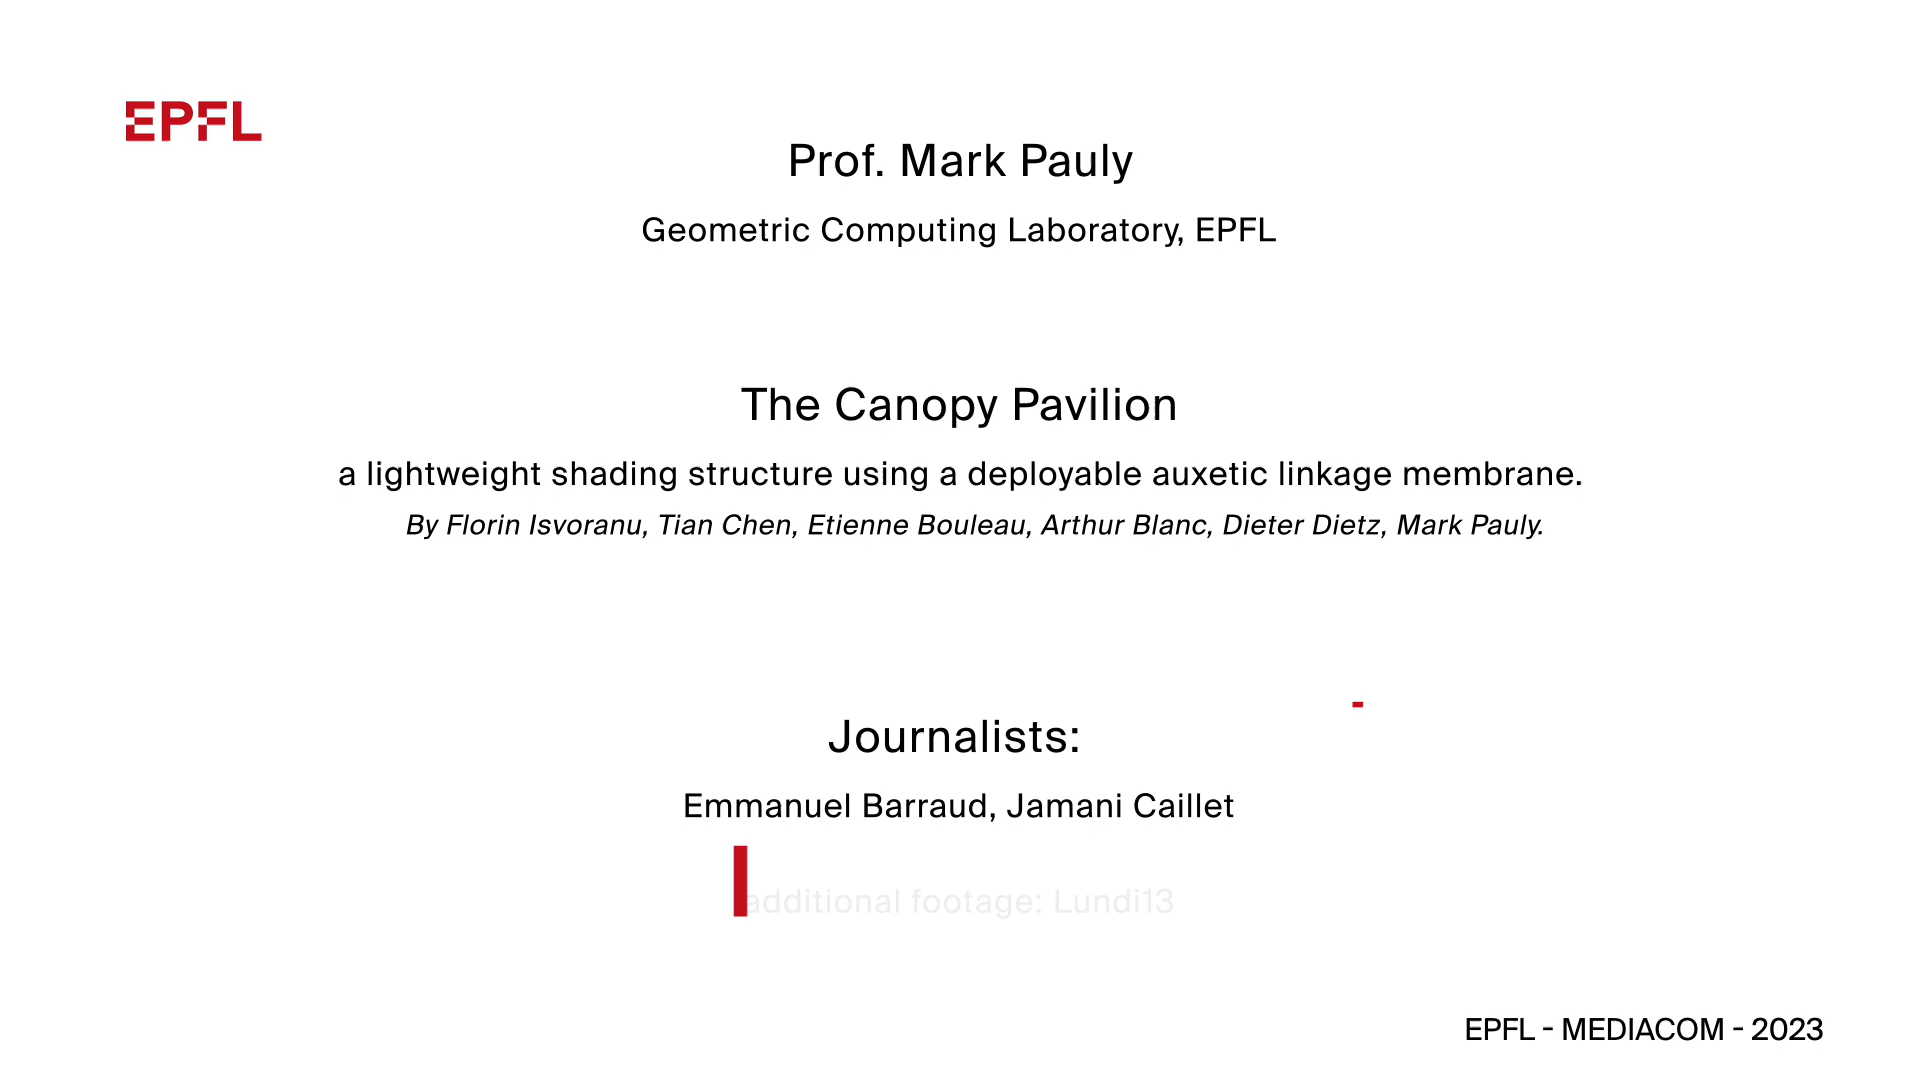 EPFL
Prof. Mark Pauly
Geometric Computing Laboratory, EPFL
The Canopy Pavilion
a lightweight shading structure using a deployable auxetic linkage membrane.
By Florin Isvoranu, Tian Chen, Etienne Bouleau, Arthur Blanc, Dieter Dietz, Mark Pauly.
Journalists:
Emmanuel Barraud, Jamani Caillet
additional footage: Lundi13
EPFL - MEDIACOM - 2023